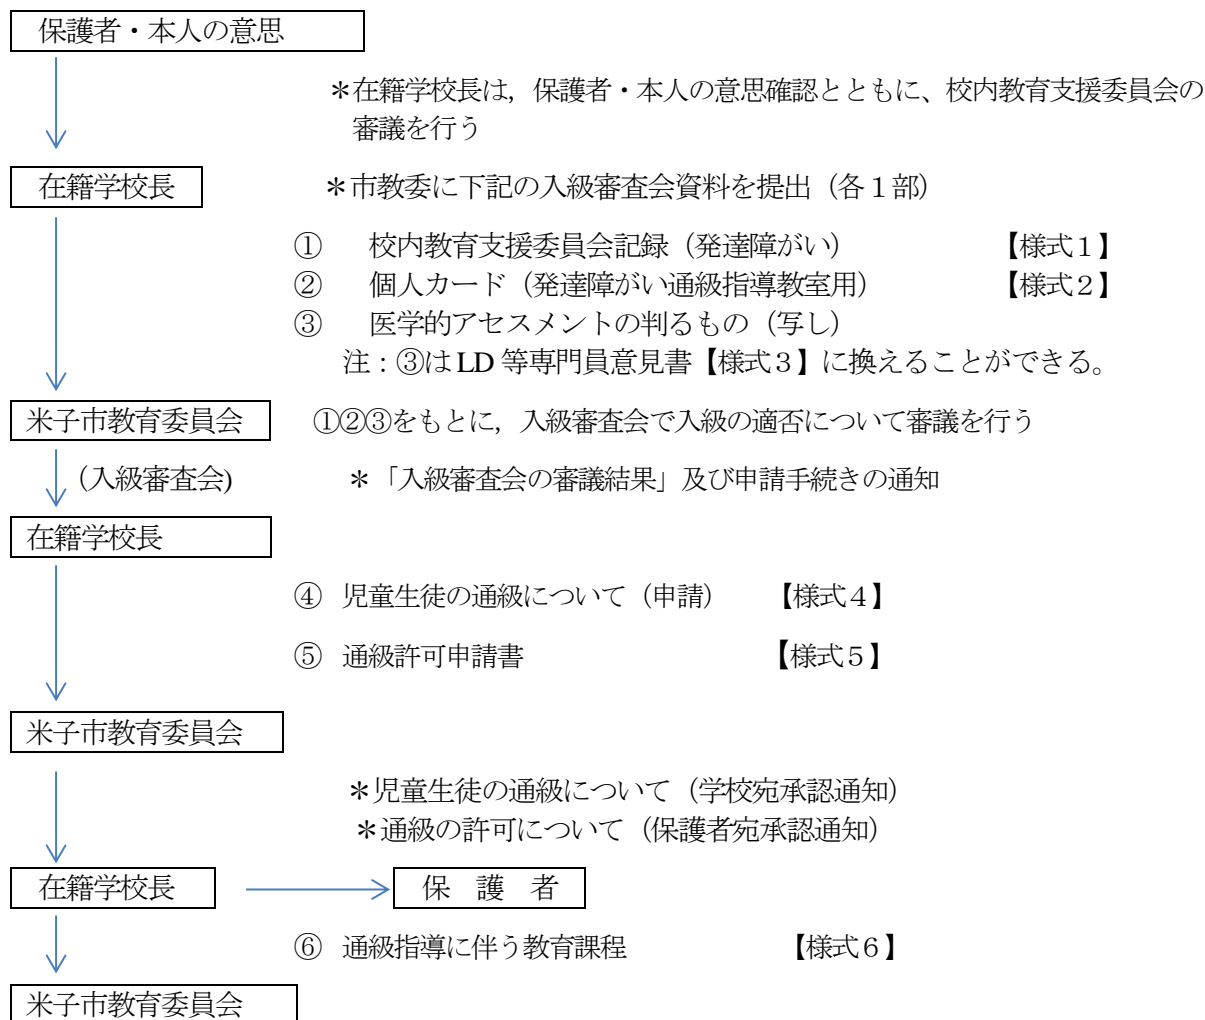 保護者・本人の意思
＊在籍学校長は，保護者・本人の意思確認とともに、校内教育支援委員会の
審議を行う
在籍学校長
＊市教委に下記の入級審査会資料を提出（各１部）
① 校内教育支援委員会記録（発達障がい） 【様式１】
② 個人カード（発達障がい通級指導教室用） 【様式２】
③ 医学的アセスメントの判るもの（写し）
注：③は LD 等専門員意見書【様式３】に換えることができる。
米子市教育委員会 ①②③をもとに，入級審査会で入級の適否について審議を行う
（入級審査会) ＊「入級審査会の審議結果」及び申請手続きの通知
在籍学校長
④ 児童生徒の通級について（申請） 【様式４】
⑤ 通級許可申請書 【様式５】
米子市教育委員会
＊児童生徒の通級について（学校宛承認通知）
＊通級の許可について（保護者宛承認通知）
在籍学校長 保　護　者
⑥ 通級指導に伴う教育課程 【様式６】
米子市教育委員会